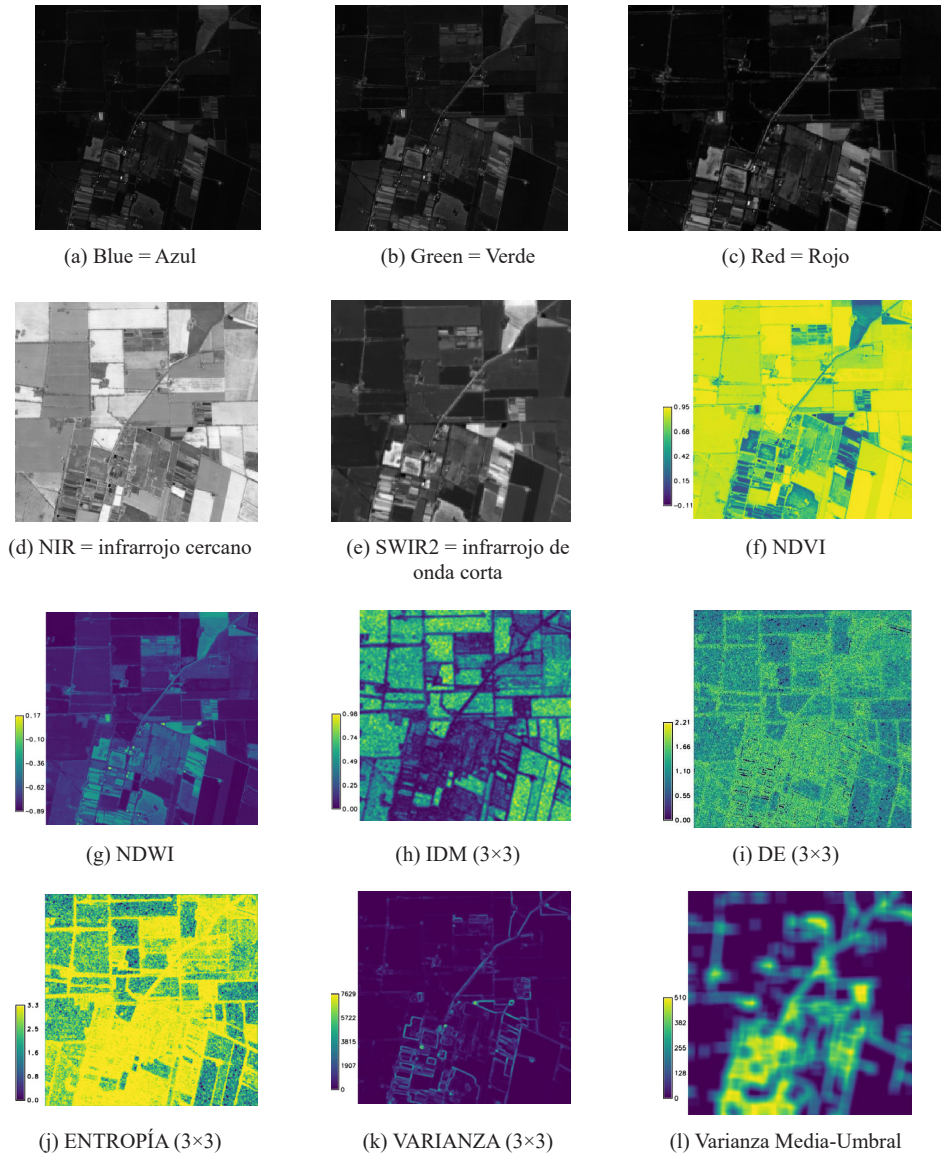 (a) Blue = Azul
(b) Green = Verde
(c) Red = Rojo
(d) NIR = infrarrojo cercano
(e) SWIR2 = infrarrojo de
onda corta
0.95
0.68
0.42
0.15
-0.11
(f) NDVI
0.17
-0.10
-0.36
-0.62
-0.89
(g) NDWI
0.98
0.74
0.49
0.25
0.00
(h) IDM (3×3)
2.21
1.66
1.10
0.55
0.00
(i) DE (3×3)
3.3
2.5
1.6
0.8
0.0
(j) ENTROPÍA (3×3)
7629
5722
3814
1907
0
(k) VARIANZA (3×3)
510
382
255
128
0
(l) Varianza Media-Umbral